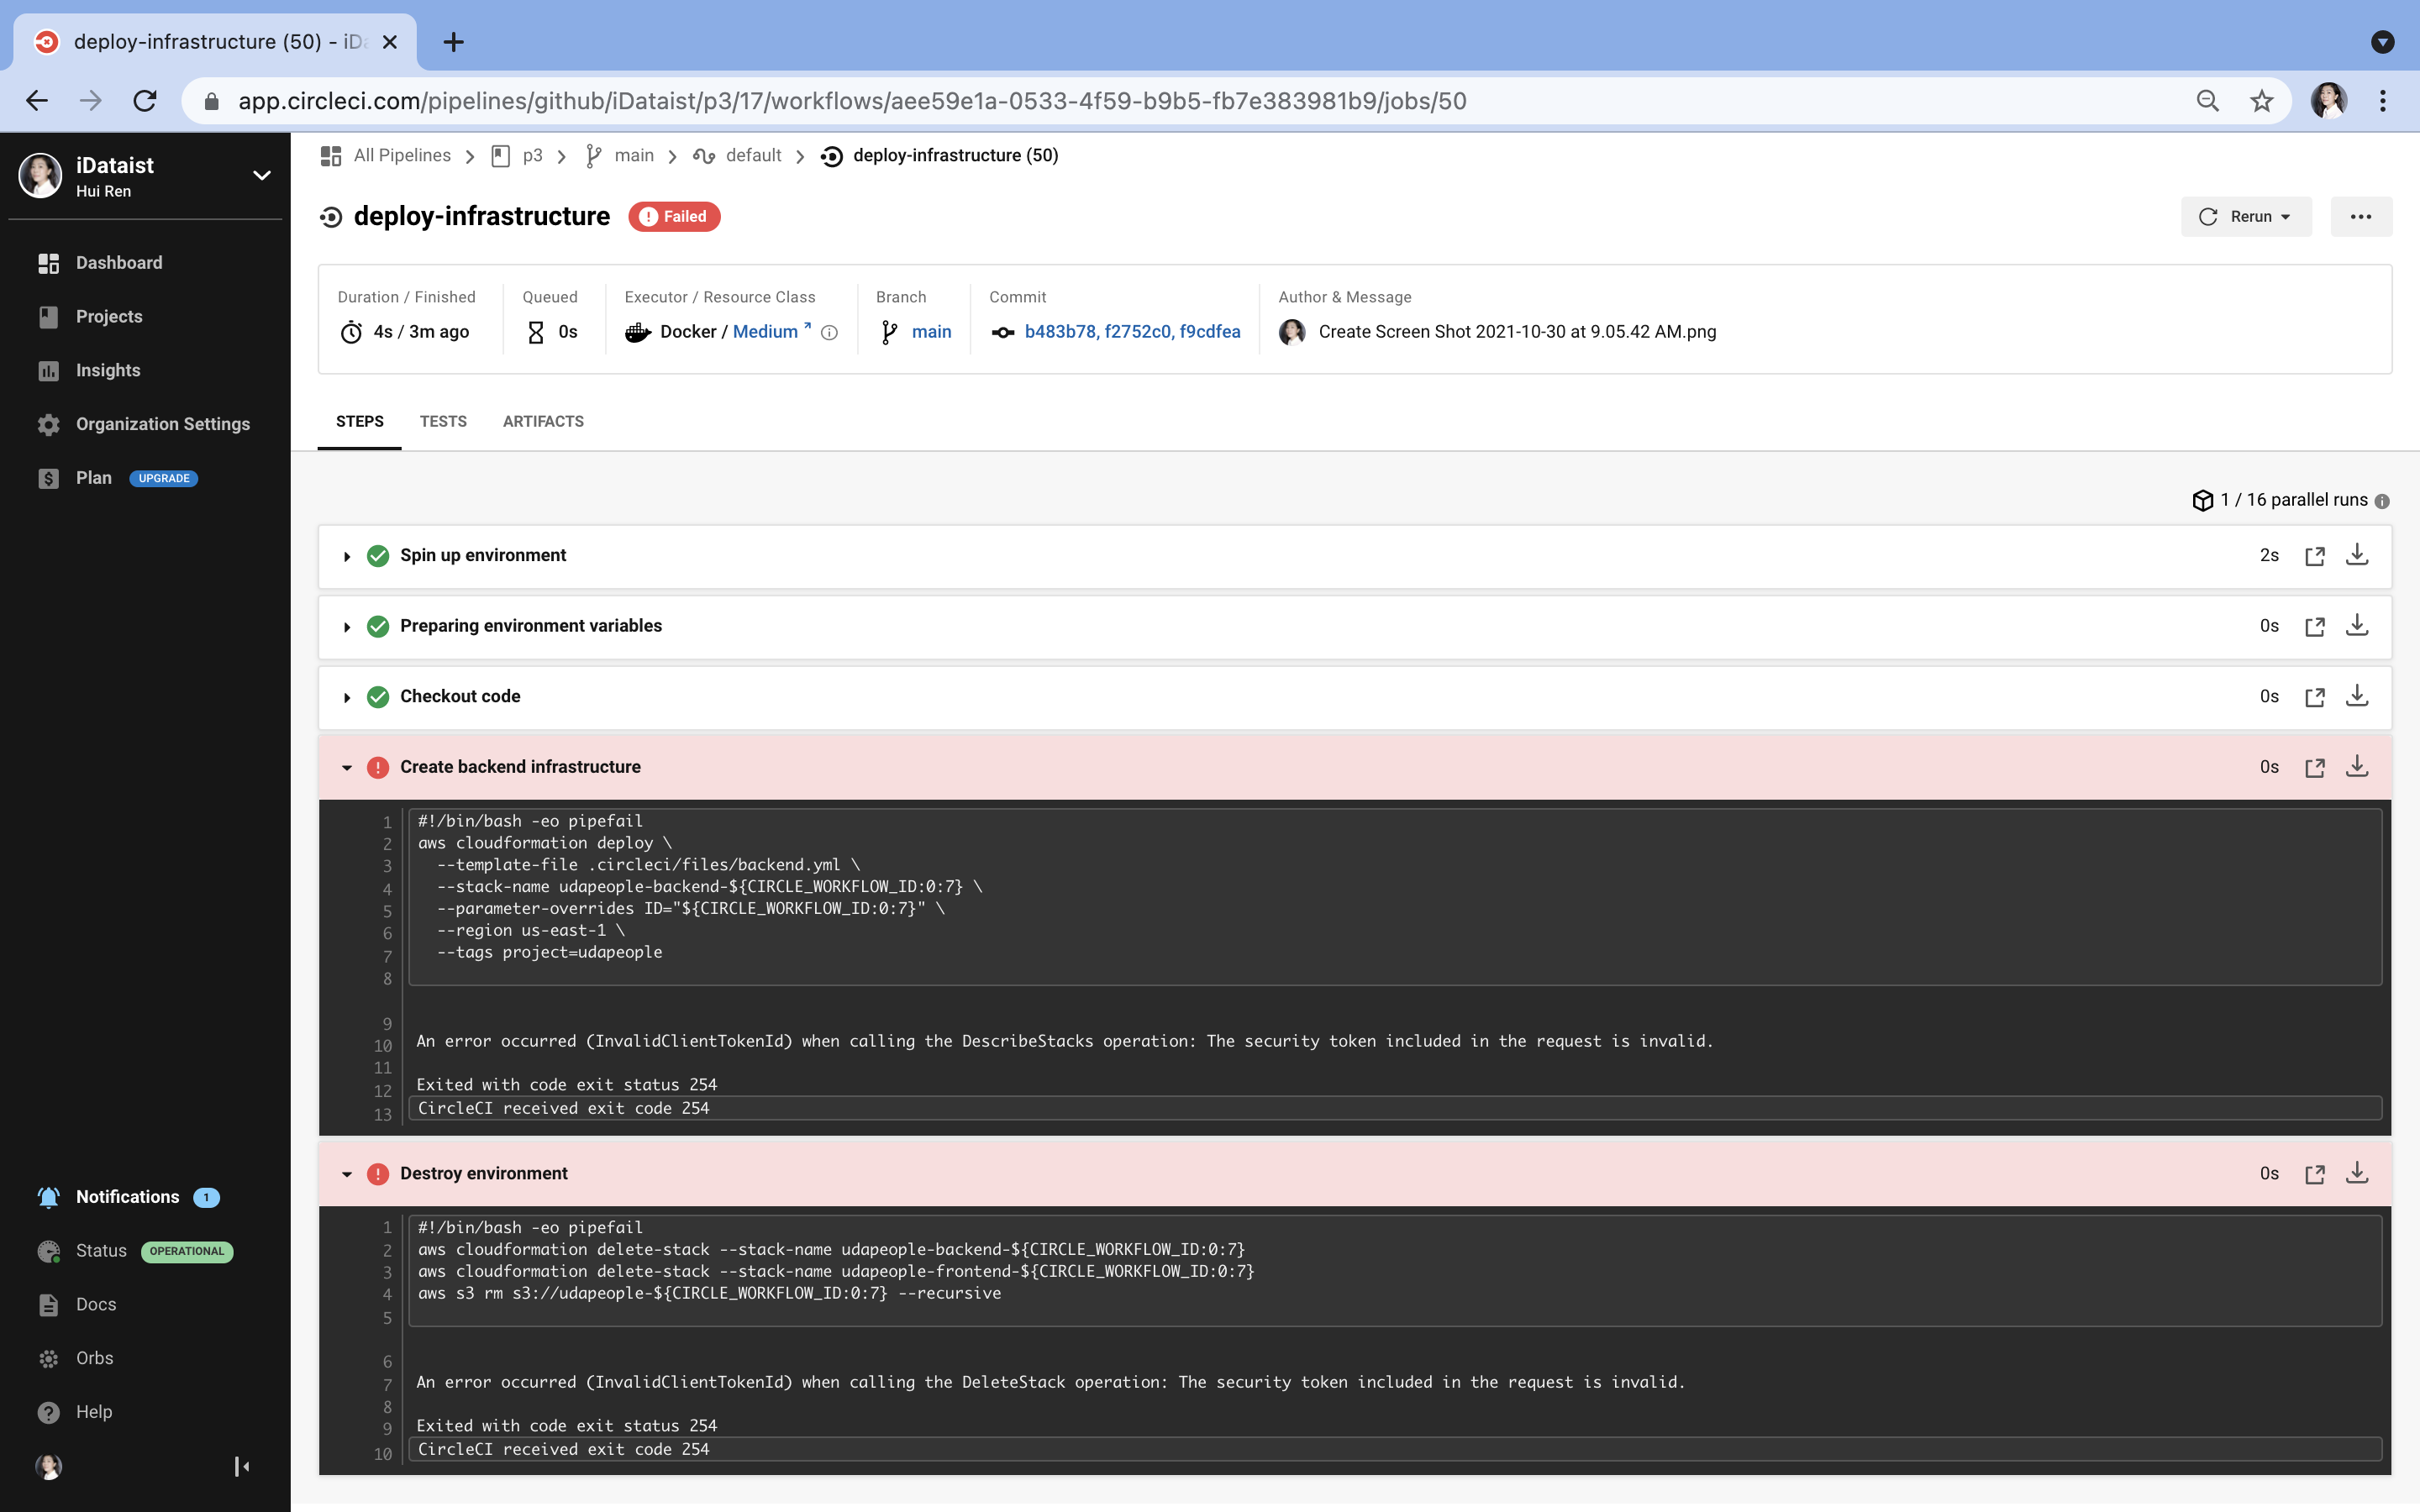 deploy-infrastructure (50) - iDa
app.circleci.com/pipelines/github/iDataist/p3/17/workflows/aee59e1a-0533-4f59-b9b5-fb7e383981b9/jobs/50
iDataist
Hui Ren
Dashboard
Projects
Insights
Organization Settings
Plan UPGRADE
Notifications 1
Status OPERATIONAL
Docs
Orbs
Help
All Pipelines p3 main default deploy-infrastructure (50)
deploy-infrastructure Failed
Rerun
Duration / Finished
4s / 3m ago
Queued
0s
Executor / Resource Class
Docker / Medium
Branch
main
Commit
b483b78, f2752c0, f9cdfea
Author & Message
Create Screen Shot 2021-10-30 at 9.05.42 AM.png
STEPS TESTS ARTIFACTS
1 / 16 parallel runs
Spin up environment 2s
Preparing environment variables 0s
Checkout code 0s
Create backend infrastructure 0s
1 #!/bin/bash -eo pipefail
2 aws cloudformation deploy \
3 --template-file .circleci/files/backend.yml \
4 --stack-name udapeople-backend-${CIRCLE_WORKFLOW_ID:0:7} \
5 --parameter-overrides ID="${CIRCLE_WORKFLOW_ID:0:7}" \
6 --region us-east-1 \
7 --tags project=udapeople
8
9
10 An error occurred (InvalidClientTokenId) when calling the DescribeStacks operation: The security token included in the request is invalid.
11
12 Exited with code exit status 254
13 CircleCI received exit code 254
Destroy environment 0s
1 #!/bin/bash -eo pipefail
2 aws cloudformation delete-stack --stack-name udapeople-backend-${CIRCLE_WORKFLOW_ID:0:7}
3 aws cloudformation delete-stack --stack-name udapeople-frontend-${CIRCLE_WORKFLOW_ID:0:7}
4 aws s3 rm s3://udapeople-${CIRCLE_WORKFLOW_ID:0:7} --recursive
5
6
7 An error occurred (InvalidClientTokenId) when calling the DeleteStack operation: The security token included in the request is invalid.
8
9 Exited with code exit status 254
10 CircleCI received exit code 254